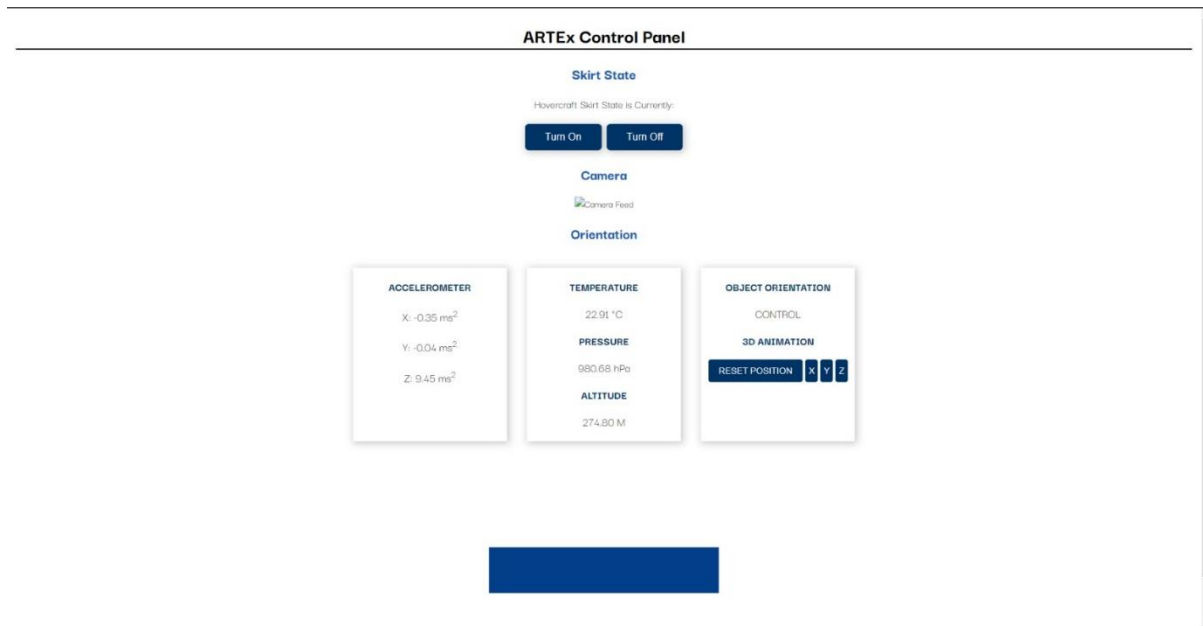 ARTEx Control Panel
Skirt State
Hovercraft Skirt State is Currently:
Turn On Turn Off
Camera
Camera Feed
Orientation
ACCELEROMETER
X: -0.35 ms²
Y: -0.04 ms²
Z: 9.45 ms²
TEMPERATURE
22.91 °C
PRESSURE
980.68 hPa
ALTITUDE
274.80 M
OBJECT ORIENTATION
CONTROL
3D ANIMATION
RESET POSITION X Y Z